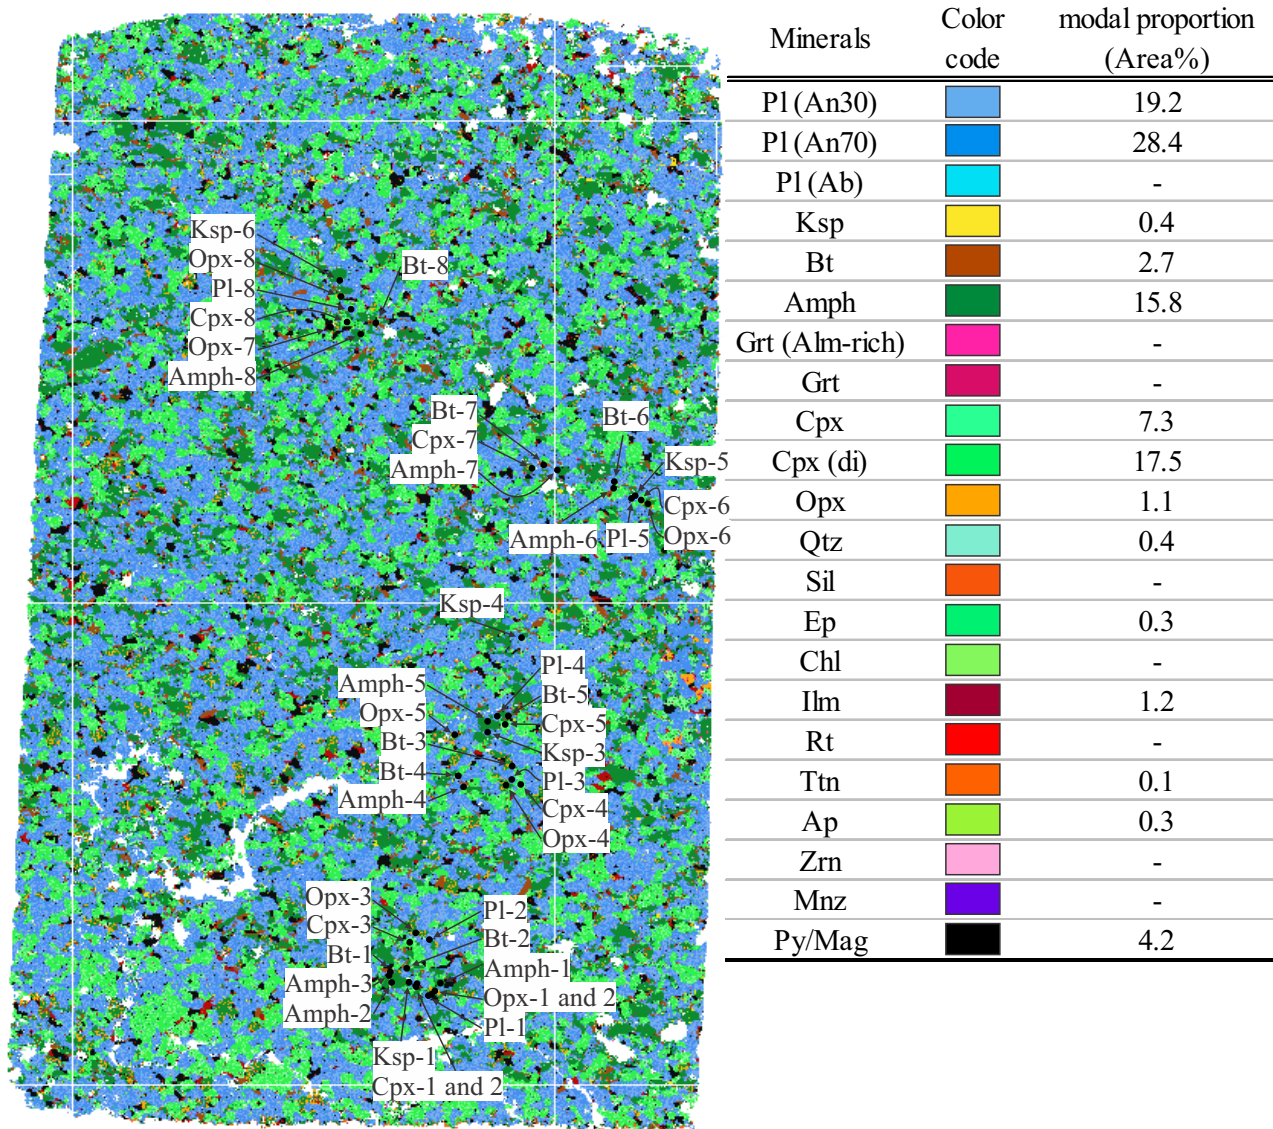 Ksp-6
Opx-8
Pl-8
Cpx-8
Opx-7
Amph-8
Bt-8
Bt-7
Cpx-7
Amph-7
Bt-6
Ksp-5
Cpx-6
Opx-6
Amph-6
Pl-5
Ksp-4
Pl-4
Bt-5
Cpx-5
Ksp-3
Amph-5
Opx-5
Bt-3
Bt-4
Amph-4
Pl-3
Cpx-4
Opx-4
Opx-3
Cpx-3
Bt-1
Amph-3
Amph-2
Pl-2
Bt-2
Amph-1
Opx-1 and 2
Pl-1
Ksp-1
Cpx-1 and 2
Minerals Color code modal proportion (Area%)
Pl (An30) 19.2
Pl (An70) 28.4
Pl (Ab) -
Ksp 0.4
Bt 2.7
Amph 15.8
Grt (Alm-rich) -
Grt -
Cpx 7.3
Cpx (di) 17.5
Opx 1.1
Qtz 0.4
Sil -
Ep 0.3
Chl -
Ilm 1.2
Rt -
Ttn 0.1
Ap 0.3
Zrn -
Mnz -
Py/Mag 4.2